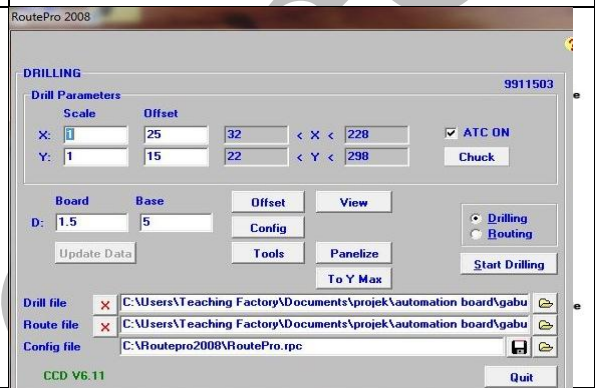 RoutePro 2008
DRILLING
9911503
Drill Parameters
Scale Offset
X: 1 25 32 < X < 228 ATC ON
Y: 1 15 22 < Y < 298 Chuck
Board Base Offset View
D: 1.5 5 Config Drilling
Routing
Update Data Tools Panelize Start Drilling
To Y Max
Drill file C:\Users\Teaching Factory\Documents\projek\automation board\gabu
Route file C:\Users\Teaching Factory\Documents\projek\automation board\gabu
Config file C:\Routepro2008\RoutePro.rpc
CCD V6.11 Quit